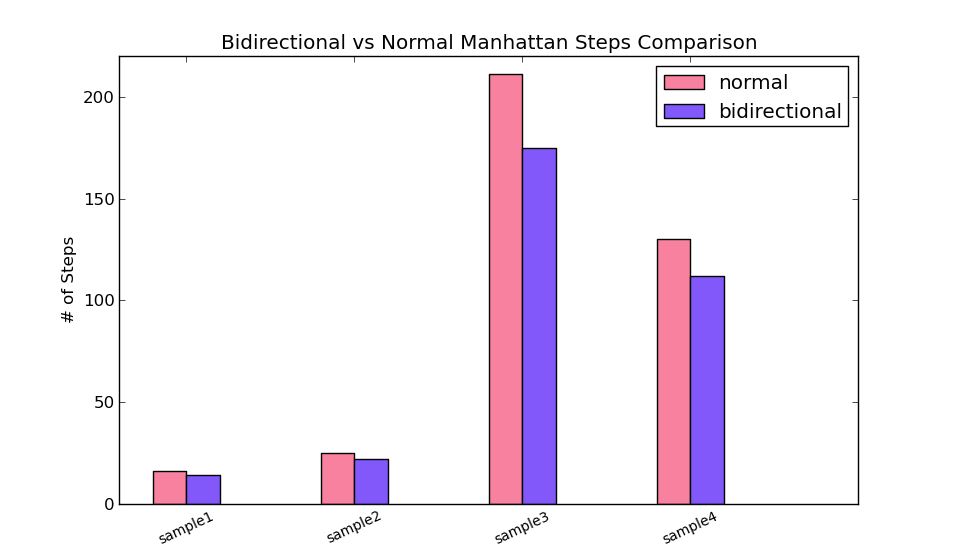 Bidirectional vs Normal Manhattan Steps Comparison
normal
bidirectional
# of Steps
200
150
100
50
0
sample1
sample2
sample3
sample4